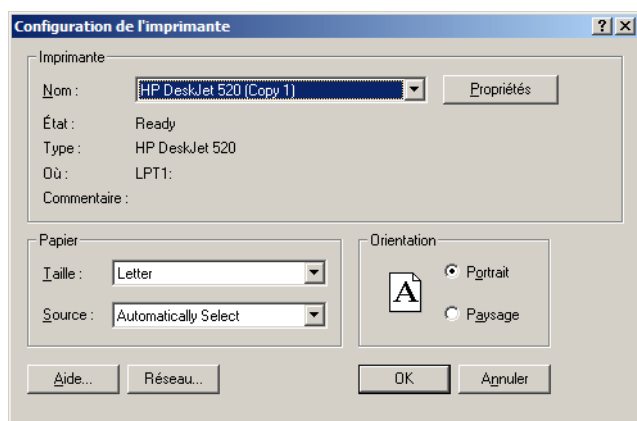 Configuration de l'imprimante
Imprimante
Nom : HP DeskJet 520 (Copy 1) Propriétés
État : Ready
Type : HP DeskJet 520
Où : LPT1:
Commentaire :
Papier
Taille : Letter
Source : Automatically Select
Orientation
A
Portrait
Paysage
Aide... Réseau... OK Annuler